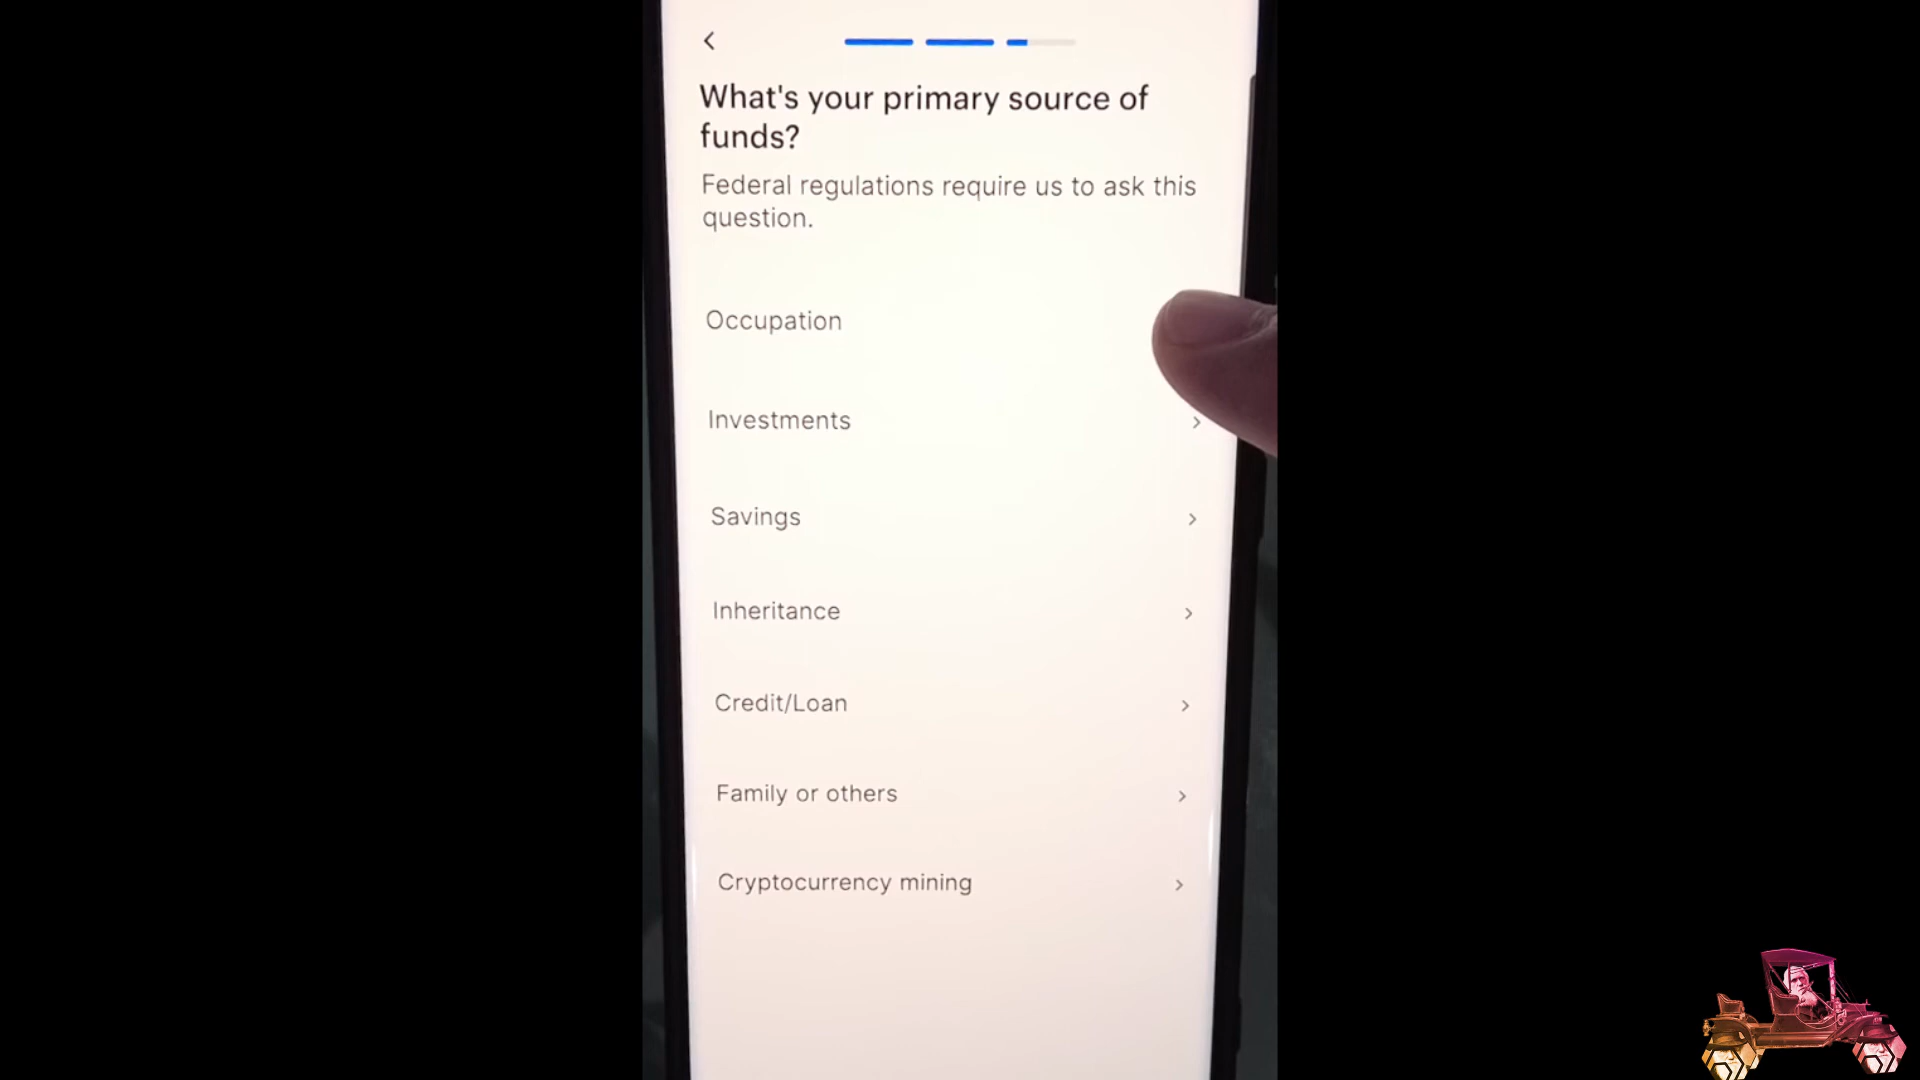 What's your primary source of
funds?
Federal regulations require us to ask this
question.
Occupation
Investments
Savings
Inheritance
Credit/Loan
Family or others
Cryptocurrency mining